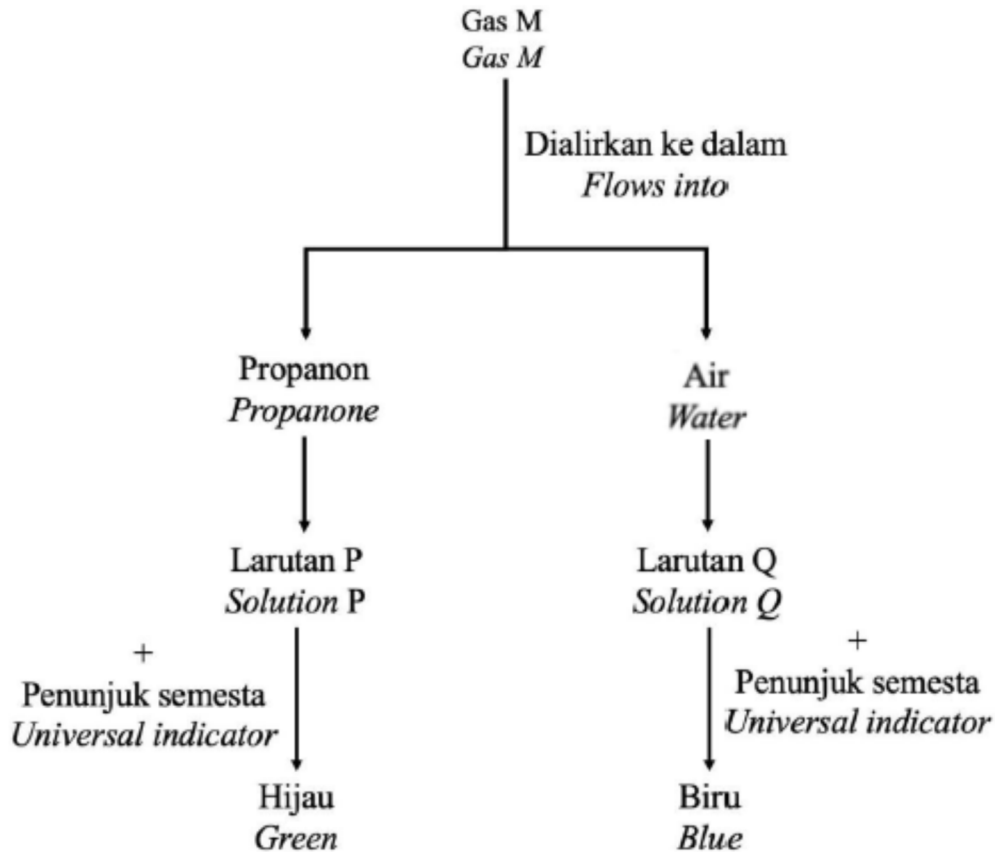 Gas M
Gas M
Dialirkan ke dalam
Flows into
Propanon
Propanone
Air
Water
Larutan P
Solution P
Larutan Q
Solution Q
+
Penunjuk semesta
Universal indicator
+
Penunjuk semesta
Universal indicator
Hijau
Green
Biru
Blue